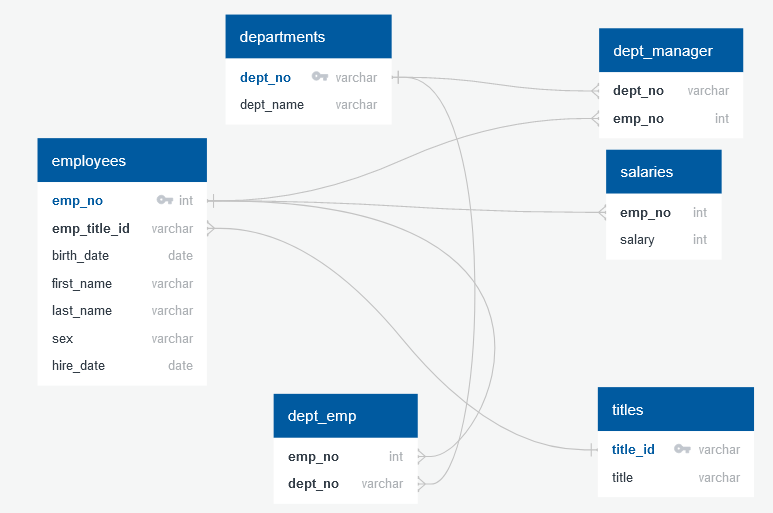 departments
dept_no varchar
dept_name varchar
dept_manager
dept_no varchar
emp_no int
employees
emp_no int
emp_title_id varchar
birth_date date
first_name varchar
last_name varchar
sex varchar
hire_date date
salaries
emp_no int
salary int
dept_emp
emp_no int
dept_no varchar
titles
title_id varchar
title varchar